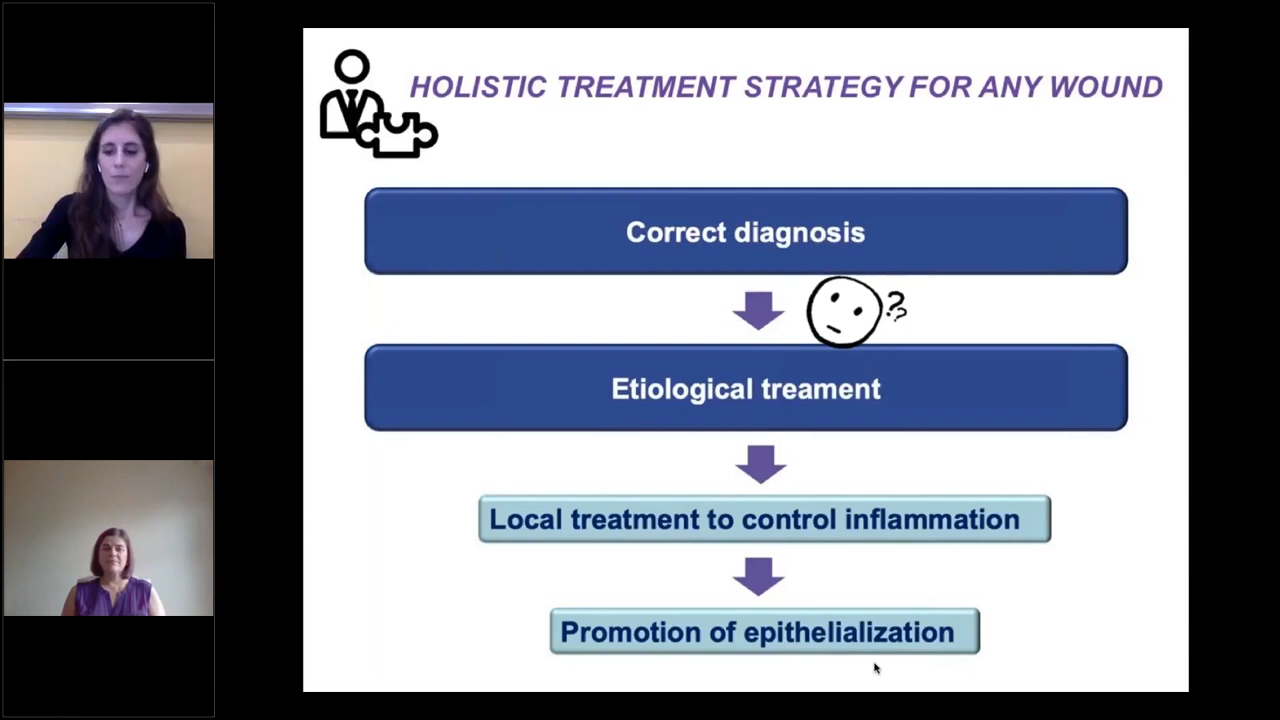 HOLISTIC TREATMENT STRATEGY FOR ANY WOUND
Correct diagnosis
??
Etiological treament
Local treatment to control inflammation
Promotion of epithelialization